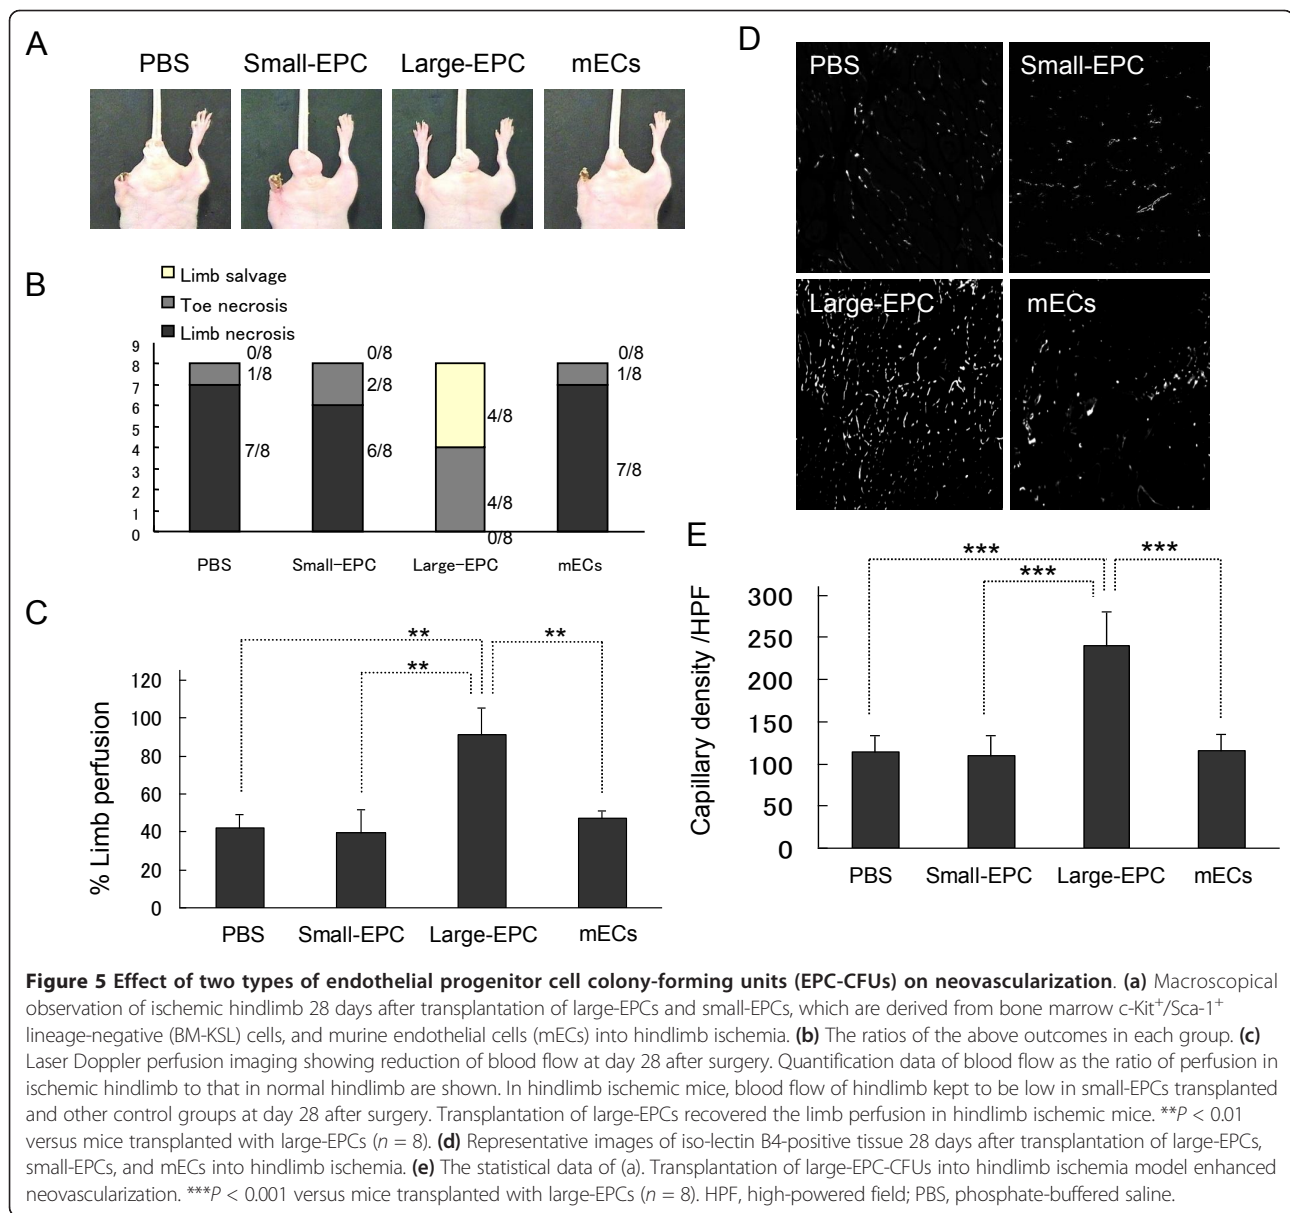 A
PBS Small-EPC Large-EPC mECs
B
Limb salvage
Toe necrosis
Limb necrosis
9
8
7
6
5
4
3
2
1
0
0/8
1/8
7/8
0/8
2/8
6/8
4/8
4/8
0/8
0/8
1/8
7/8
PBS Small-EPC Large-EPC mECs
C
** **
**
% Limb perfusion
120
100
80
60
40
20
0
PBS Small-EPC Large-EPC mECs
D
PBS Small-EPC
Large-EPC mECs
E
*** ***
***
Capillary density /HPF
300
250
200
150
100
50
0
PBS Small-EPC Large-EPC mECs
Figure 5 Effect of two types of endothelial progenitor cell colony-forming units (EPC-CFUs) on neovascularization. (a) Macroscopical
observation of ischemic hindlimb 28 days after transplantation of large-EPCs and small-EPCs, which are derived from bone marrow c-Kit⁺/Sca-1⁺
lineage-negative (BM-KSL) cells, and murine endothelial cells (mECs) into hindlimb ischemia. (b) The ratios of the above outcomes in each group. (c)
Laser Doppler perfusion imaging showing reduction of blood flow at day 28 after surgery. Quantification data of blood flow as the ratio of perfusion in
ischemic hindlimb to that in normal hindlimb are shown. In hindlimb ischemic mice, blood flow of hindlimb kept to be low in small-EPCs transplanted
and other control groups at day 28 after surgery. Transplantation of large-EPCs recovered the limb perfusion in hindlimb ischemic mice. **P < 0.01
versus mice transplanted with large-EPCs (n = 8). (d) Representative images of iso-lectin B4-positive tissue 28 days after transplantation of large-EPCs,
small-EPCs, and mECs into hindlimb ischemia. (e) The statistical data of (a). Transplantation of large-EPC-CFUs into hindlimb ischemia model enhanced
neovascularization. ***P < 0.001 versus mice transplanted with large-EPCs (n = 8). HPF, high-powered field; PBS, phosphate-buffered saline.